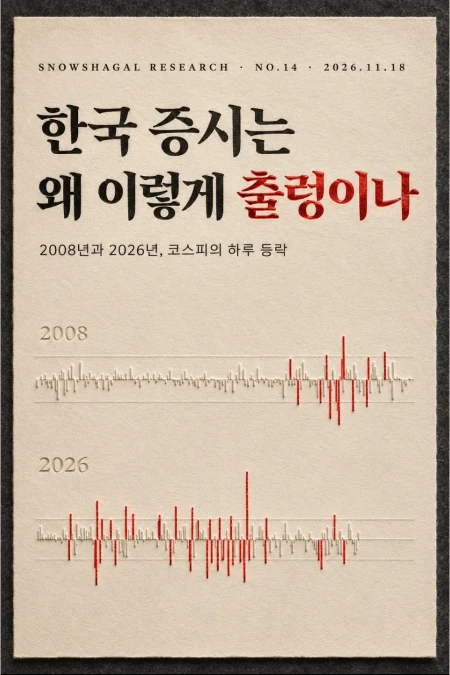 SNOWSHAGAL RESEARCH · NO.14 · 2026.11.18
한국 증시는
왜 이렇게 출렁이나
2008년과 2026년, 코스피의 하루 등락
2008
2026